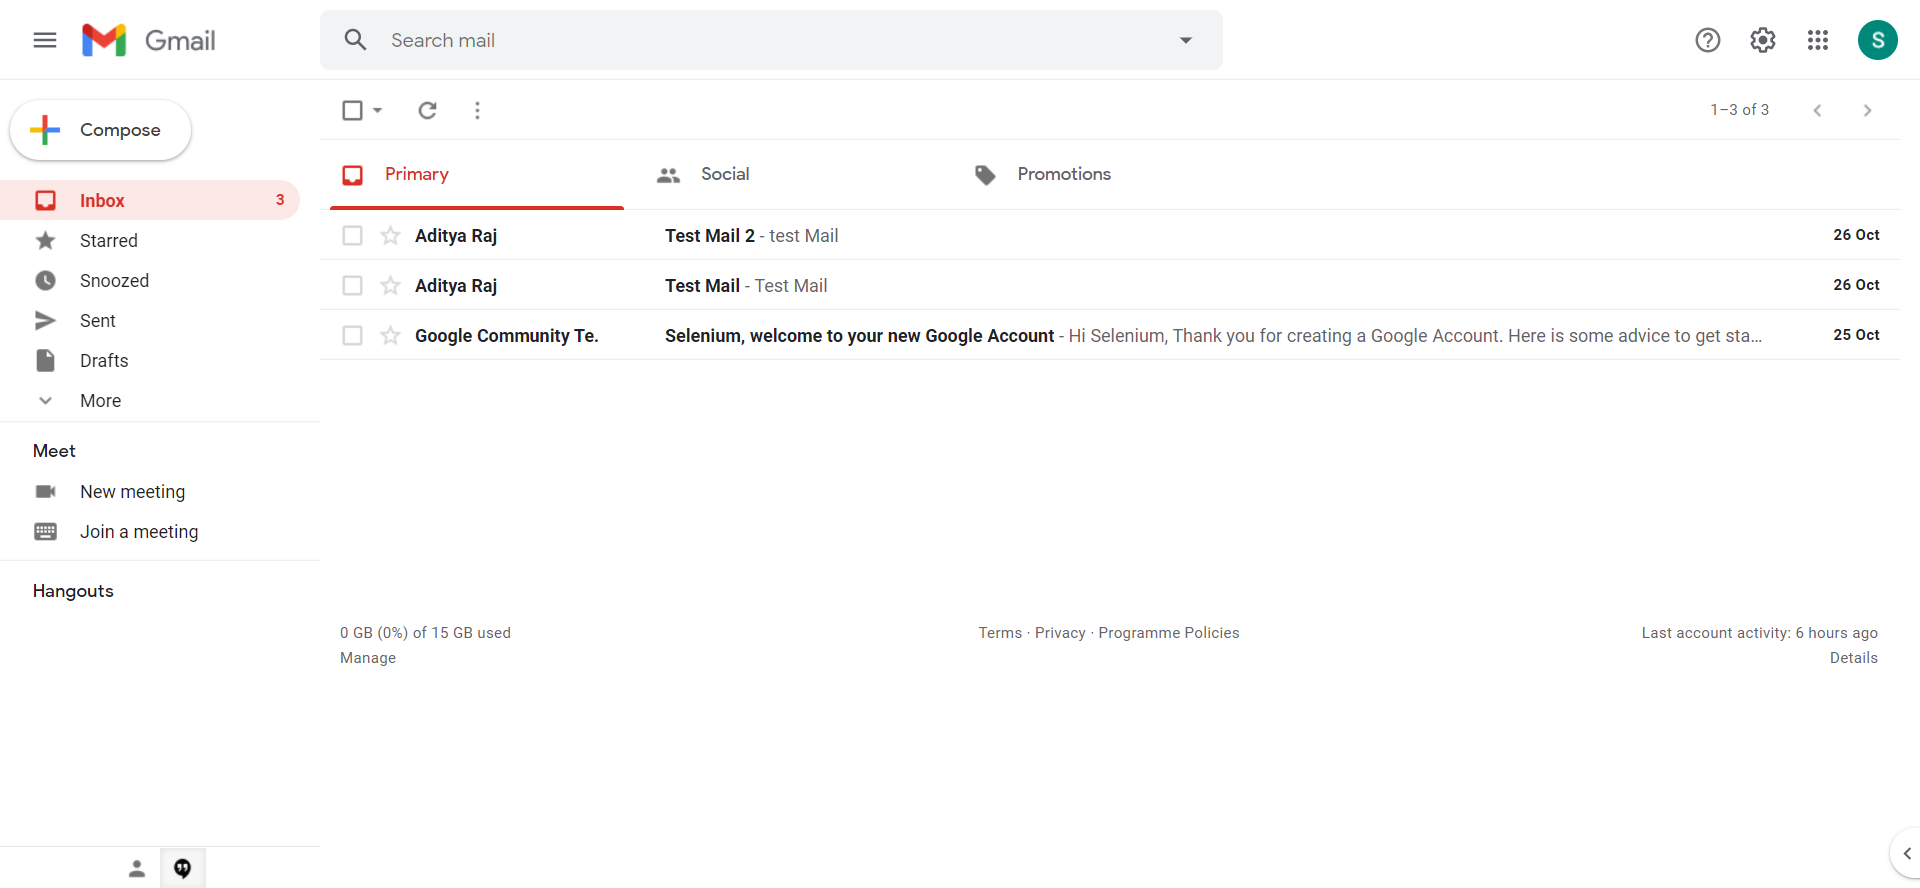 Gmail
Search mail
S
Compose
1–3 of 3
Inbox 3
Starred
Snoozed
Sent
Drafts
More
Meet
New meeting
Join a meeting
Hangouts
Primary Social Promotions
Aditya Raj Test Mail 2 - test Mail 26 Oct
Aditya Raj Test Mail - Test Mail 26 Oct
Google Community Te. Selenium, welcome to your new Google Account - Hi Selenium, Thank you for creating a Google Account. Here is some advice to get sta... 25 Oct
0 GB (0%) of 15 GB used
Manage
Terms · Privacy · Programme Policies
Last account activity: 6 hours ago
Details